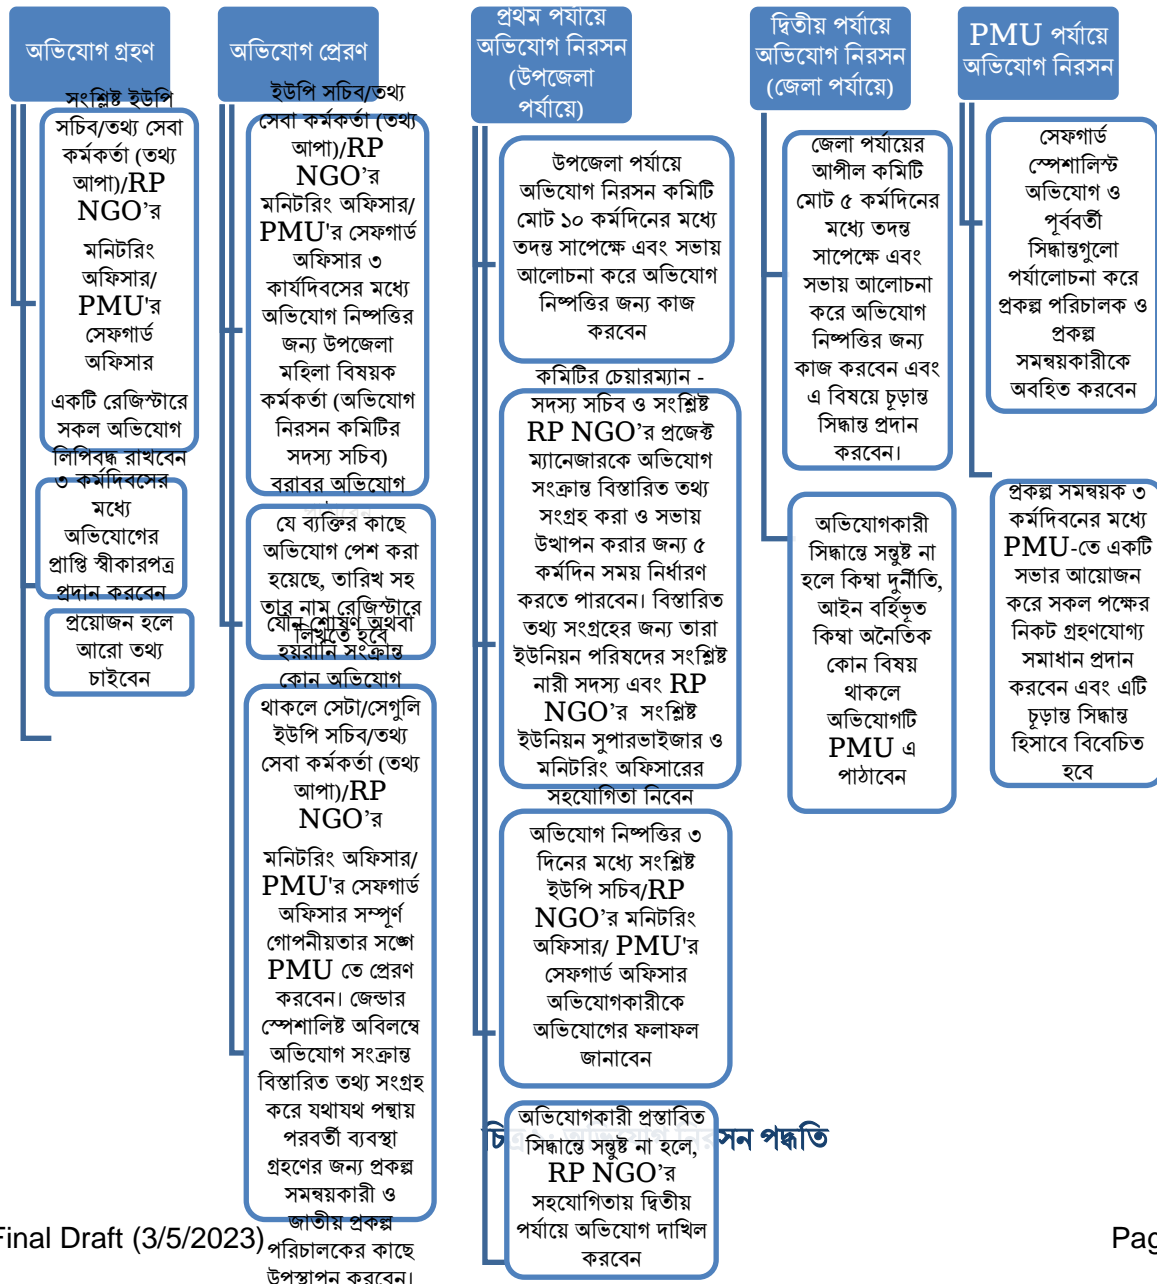 অভিযোগ গ্রহণ
সংশ্লিষ্ট ইউপি
সচিব/তথ্য সেবা
কর্মকর্তা (তথ্য
আপা)/RP
NGO’র
মনিটরিং
অফিসার/
PMU'র
সেফগার্ড
অফিসার
একটি রেজিস্টারে
সকল অভিযোগ
লিপিবদ্ধ রাখবেন
৩ কর্মদিবসের
মধ্যে
অভিযোগের
প্রাপ্তি স্বীকারপত্র
প্রদান করবেন
প্রয়োজন হলে
আরো তথ্য
চাইবেন
অভিযোগ প্রেরণ
ইউপি সচিব/তথ্য
সেবা কর্মকর্তা (তথ্য
আপা)/RP
NGO’র
মনিটরিং অফিসার/
PMU'র সেফগার্ড
অফিসার ৩
কার্যদিবসের মধ্যে
অভিযোগ নিষ্পত্তির
জন্য উপজেলা
মহিলা বিষয়ক
কর্মকর্তা (অভিযোগ
নিরসন কমিটির
সদস্য সচিব)
বরাবর অভিযোগ
যে ব্যক্তির কাছে
অভিযোগ পেশ করা
হয়েছে, তারিখ সহ
তার নাম রেজিস্টারে
লিখতে হবে
যৌন শোষণ অথবা
হয়রানি সংক্রান্ত
কোন অভিযোগ
থাকলে সেটা/সেগুলি
ইউপি সচিব/তথ্য
সেবা কর্মকর্তা (তথ্য
আপা)/RP
NGO’র
মনিটরিং অফিসার/
PMU'র সেফগার্ড
অফিসার সম্পূর্ণ
গোপনীয়তার সঙ্গে
PMU তে প্রেরণ
করবেন। জেন্ডার
স্পেশালিষ্ট অবিলম্বে
অভিযোগ সংক্রান্ত
বিস্তারিত তথ্য সংগ্রহ
করে যথাযথ পন্থায়
পরবর্তী ব্যবস্থা
গ্রহণের জন্য প্রকল্প
সমন্বয়কারী ও
জাতীয় প্রকল্প
পরিচালকের কাছে
উপস্থাপন করবেন।
প্রথম পর্যায়ে
অভিযোগ নিরসন
(উপজেলা
পর্যায়ে)
উপজেলা পর্যায়ে
অভিযোগ নিরসন কমিটি
মোট ১০ কর্মদিনের মধ্যে
তদন্ত সাপেক্ষে এবং সভায়
আলোচনা করে অভিযোগ
নিষ্পত্তির জন্য কাজ
করবেন
কমিটির চেয়ারম্যান -
সদস্য সচিব ও সংশ্লিষ্ট
RP NGO’র প্রজেক্ট
ম্যানেজারকে অভিযোগ
সংক্রান্ত বিস্তারিত তথ্য
সংগ্রহ করা ও সভায়
উত্থাপন করার জন্য ৫
কর্মদিন সময় নির্ধারণ
করতে পারবেন। বিস্তারিত
তথ্য সংগ্রহের জন্য তারা
ইউনিয়ন পরিষদের সংশ্লিষ্ট
নারী সদস্য এবং RP
NGO’র সংশ্লিষ্ট
ইউনিয়ন সুপারভাইজার ও
মনিটরিং অফিসারের
সহযোগিতা নিবেন
অভিযোগ নিষ্পত্তির ৩
দিনের মধ্যে সংশ্লিষ্ট
ইউপি সচিব/RP
NGO’র মনিটরিং
অফিসার/ PMU'র
সেফগার্ড অফিসার
অভিযোগকারীকে
অভিযোগের ফলাফল
জানাবেন
অভিযোগকারী প্রস্তাবিত
সিদ্ধান্তে সন্তুষ্ট না হলে,
RP NGO’র
সহযোগিতায় দ্বিতীয়
পর্যায়ে অভিযোগ দাখিল
করবেন
দ্বিতীয় পর্যায়ে
অভিযোগ নিরসন
(জেলা পর্যায়ে)
জেলা পর্যায়ের
আপীল কমিটি
মোট ৫ কর্মদিনের
মধ্যে তদন্ত
সাপেক্ষে এবং
সভায় আলোচনা
করে অভিযোগ
নিষ্পত্তির জন্য
কাজ করবেন এবং
এ বিষয়ে চূড়ান্ত
সিদ্ধান্ত প্রদান
করবেন।
অভিযোগকারী
সিদ্ধান্তে সন্তুষ্ট না
হলে কিম্বা দুর্নীতি,
আইন বর্হিভূত
কিম্বা অনৈতিক
কোন বিষয়
থাকলে
অভিযোগটি
PMU এ
পাঠাবেন
PMU পর্যায়ে
অভিযোগ নিরসন
সেফগার্ড
স্পেশালিস্ট
অভিযোগ ও
পূর্ববর্তী
সিদ্ধান্তগুলো
পর্যালোচনা করে
প্রকল্প পরিচালক ও
প্রকল্প
সমন্বয়কারীকে
অবহিত করবেন
প্রকল্প সমন্বয়ক ৩
কর্মদিবনের মধ্যে
PMU-তে একটি
সভার আয়োজন
করে সকল পক্ষের
নিকট গ্রহণযোগ্য
সমাধান প্রদান
করবেন এবং এটি
চূড়ান্ত সিদ্ধান্ত
হিসাবে বিবেচিত
হবে
অভিযোগ নিরসন পদ্ধতি
Final Draft (3/5/2023)
Pag